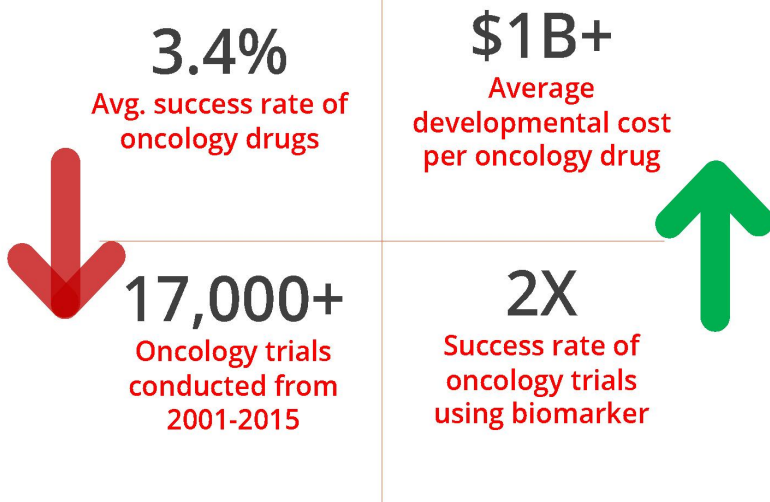 3.4%
Avg. success rate of
oncology drugs
$1B+
Average
developmental cost
per oncology drug
17,000+
Oncology trials
conducted from
2001-2015
2X
Success rate of
oncology trials
using biomarker